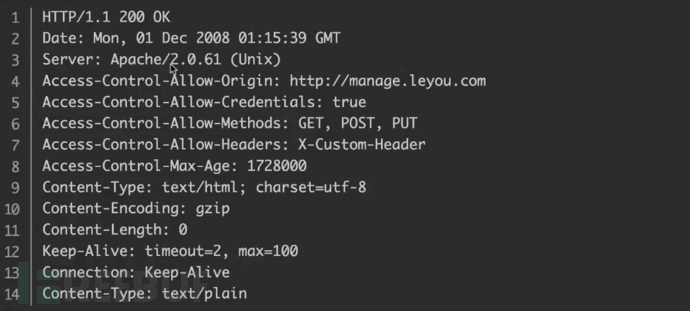 1 HTTP/1.1 200 OK
2 Date: Mon, 01 Dec 2008 01:15:39 GMT
3 Server: Apache/2.0.61 (Unix)
4 Access-Control-Allow-Origin: http://manage.leyou.com
5 Access-Control-Allow-Credentials: true
6 Access-Control-Allow-Methods: GET, POST, PUT
7 Access-Control-Allow-Headers: X-Custom-Header
8 Access-Control-Max-Age: 1728000
9 Content-Type: text/html; charset=utf-8
10 Content-Encoding: gzip
11 Content-Length: 0
12 Keep-Alive: timeout=2, max=100
13 Connection: Keep-Alive
14 Content-Type: text/plain